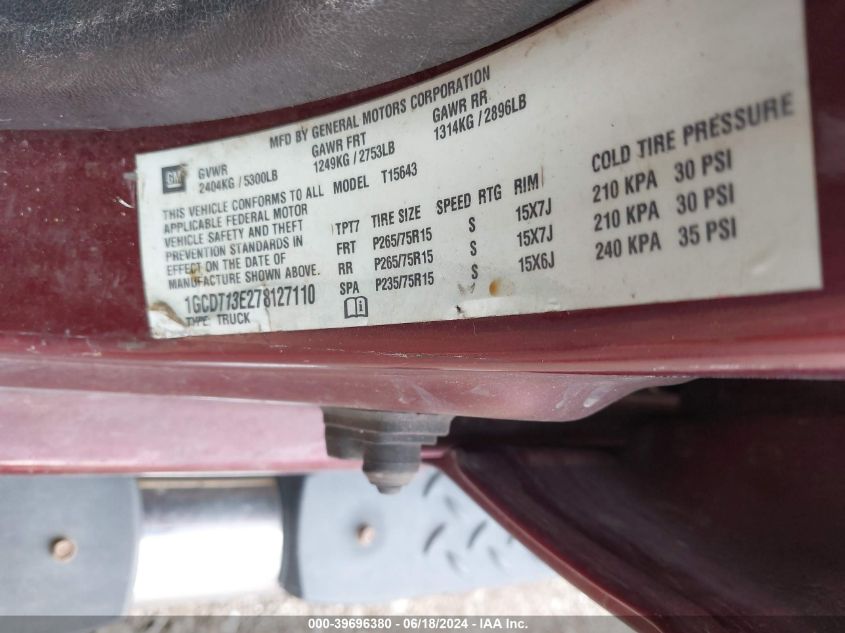 MFD BY GENERAL MOTORS CORPORATION
GM
GVWR GAWR FRT GAWR RR
2404KG / 5300LB 1249KG / 2753LB 1314KG / 2896LB
THIS VEHICLE CONFORMS TO ALL
APPLICABLE FEDERAL MOTOR
VEHICLE SAFETY AND THEFT
PREVENTION STANDARDS IN
EFFECT ON THE DATE OF
MANUFACTURE SHOWN ABOVE.
1GCDT13E278127110
TYPE: TRUCK
MODEL T15643
TPT7 TIRE SIZE SPEED RTG RIM COLD TIRE PRESSURE
FRT P265/75R15 S 15X7J 210 KPA 30 PSI
RR P265/75R15 S 15X7J 210 KPA 30 PSI
SPA P235/75R15 S 15X6J 240 KPA 35 PSI
000-39696380 - 06/18/2024 - IAA Inc.